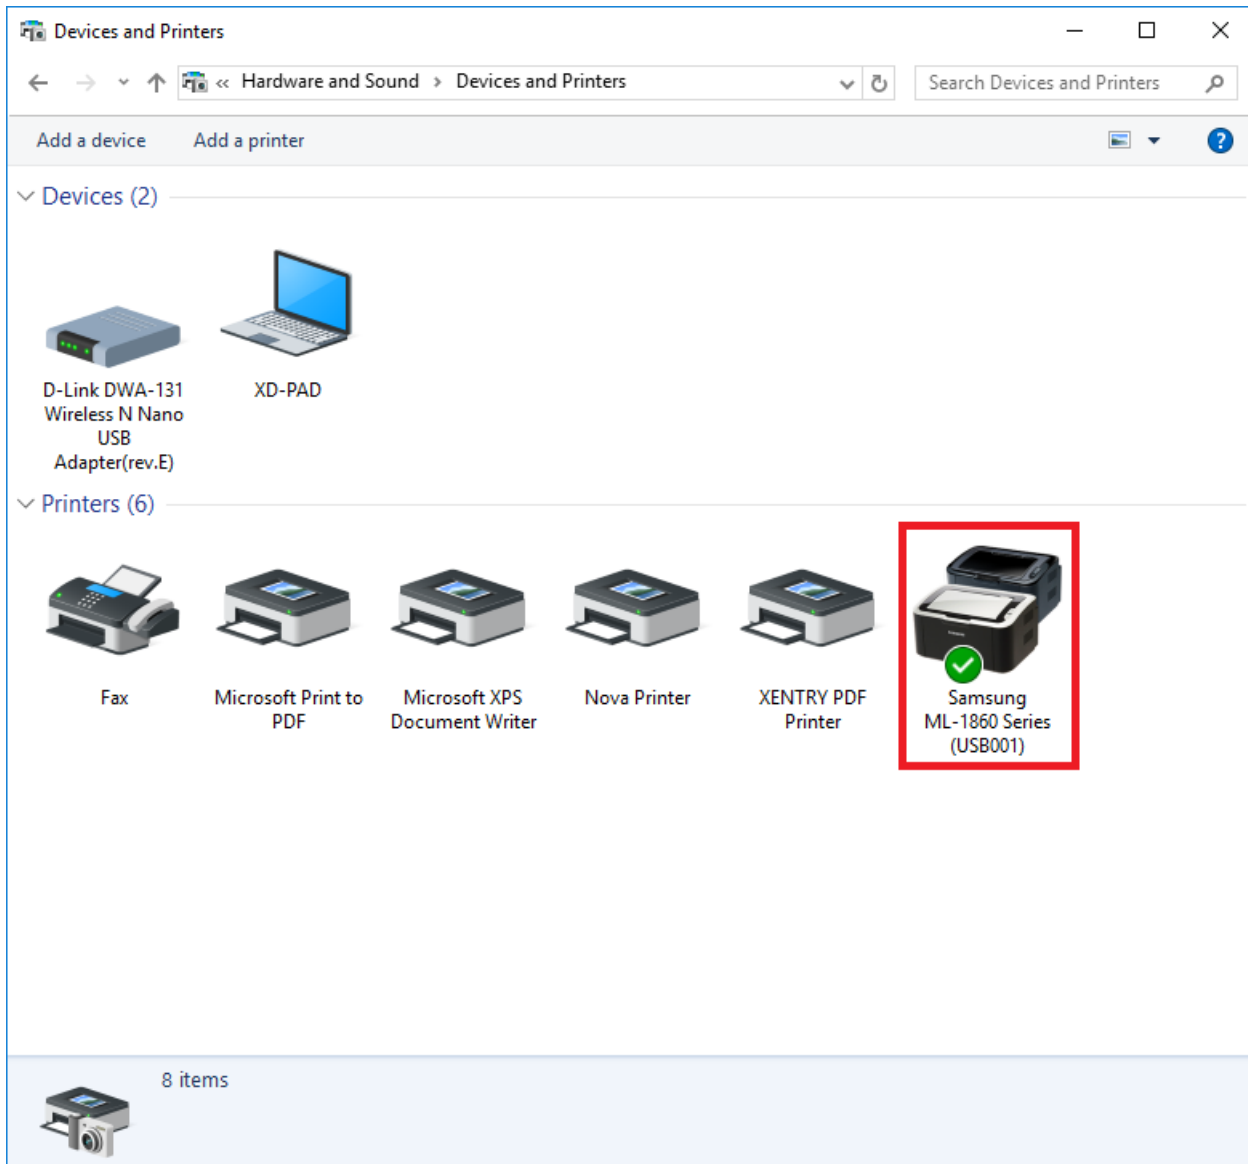 Devices and Printers
« Hardware and Sound > Devices and Printers
Search Devices and Printers
Add a device Add a printer
Devices (2)
D-Link DWA-131
Wireless N Nano
USB
Adapter(rev.E)
XD-PAD
Printers (6)
Fax
Microsoft Print to
PDF
Microsoft XPS
Document Writer
Nova Printer
XENTRY PDF
Printer
Samsung
ML-1860 Series
(USB001)
8 items